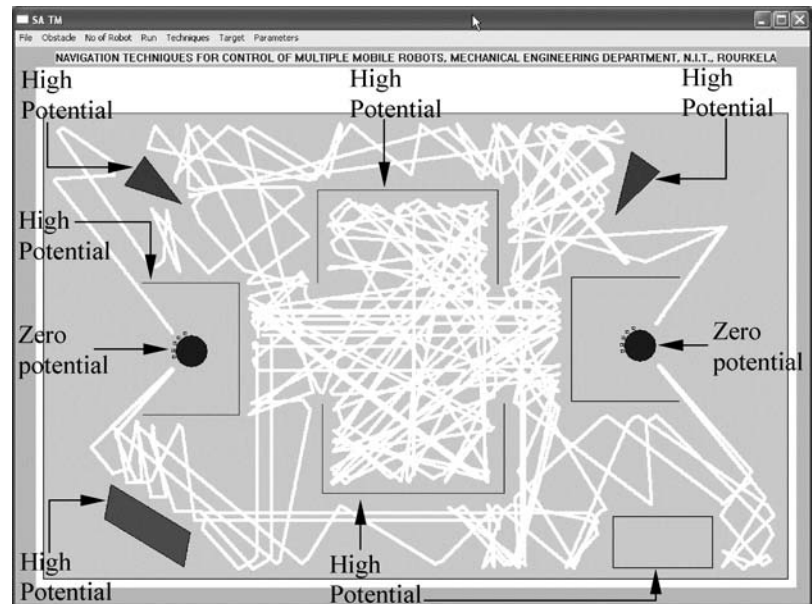 SA TM
File Obstacle No of Robot Run Techniques Target Parameters
NAVIGATION TECHNIQUES FOR CONTROL OF MULTIPLE MOBILE ROBOTS, MECHANICAL ENGINEERING DEPARTMENT, N.I.T., ROURKELA
High
Potential
High
Potential
High
Potential
High
Potential
Zero
potential
Zero
potential
High
Potential
High
Potential